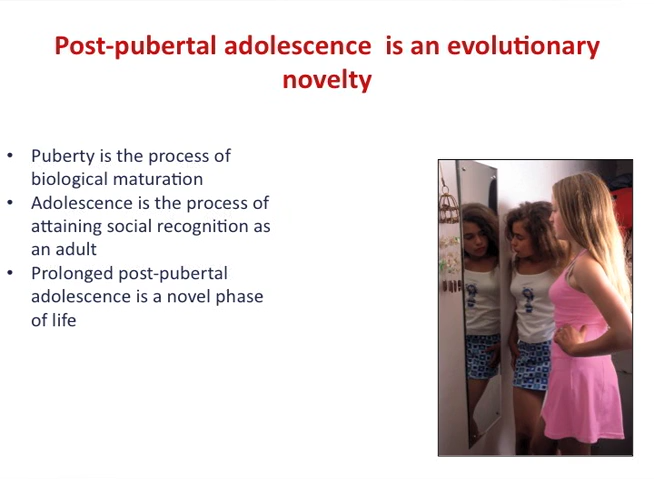 Post-pubertal adolescence is an evolutionary
novelty
• Puberty is the process of
biological maturation
• Adolescence is the process of
attaining social recognition as
an adult
• Prolonged post-pubertal
adolescence is a novel phase
of life